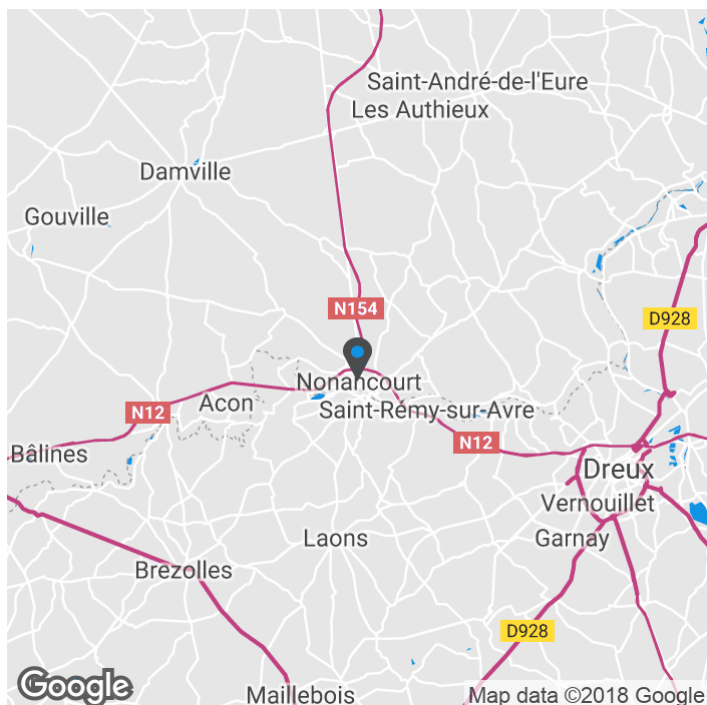 Saint-André-de-l'Eure
Les Authieux
Damville
Gouville
N154
D928
Nonancourt
Acon
Saint-Rémy-sur-Avre
N12
N12
Bâlines
Dreux
Vernouillet
Laons
Garnay
Brezolles
D928
Google
Maillebois
Map data ©2018 Google